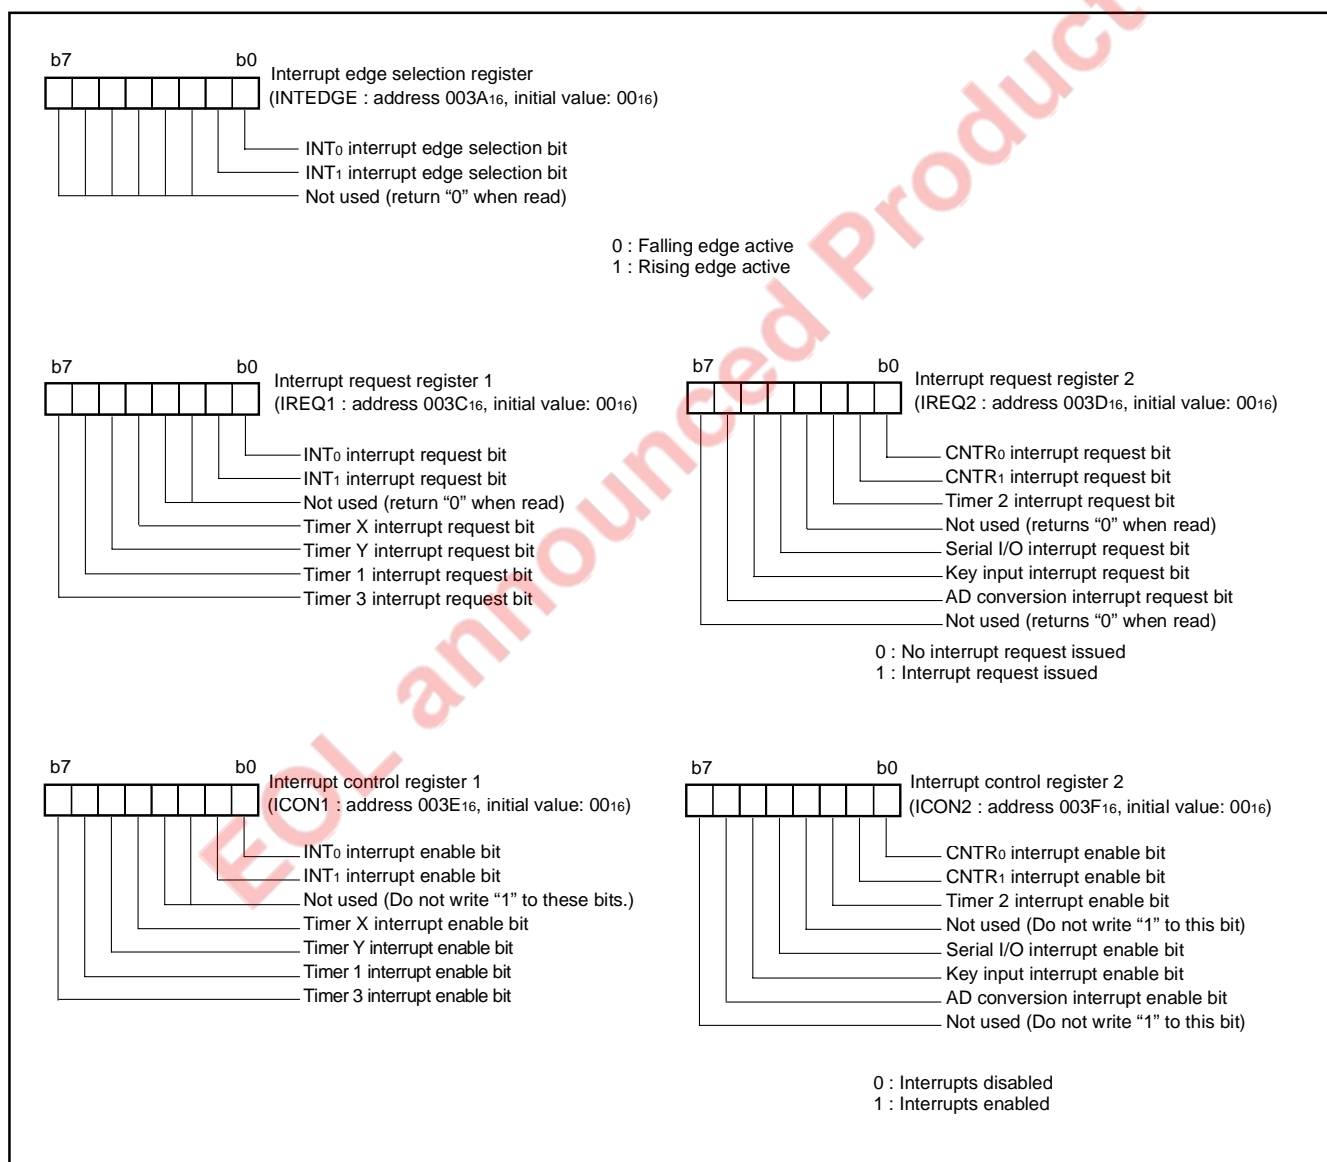 b7 b0
Interrupt edge selection register
(INTEDGE : address 003A16, initial value: 0016)
INT0 interrupt edge selection bit
INT1 interrupt edge selection bit
Not used (return “0” when read)
0 : Falling edge active
1 : Rising edge active
b7 b0
Interrupt request register 1
(IREQ1 : address 003C16, initial value: 0016)
INT0 interrupt request bit
INT1 interrupt request bit
Not used (return “0” when read)
Timer X interrupt request bit
Timer Y interrupt request bit
Timer 1 interrupt request bit
Timer 3 interrupt request bit
b7 b0
Interrupt request register 2
(IREQ2 : address 003D16, initial value: 0016)
CNTR0 interrupt request bit
CNTR1 interrupt request bit
Timer 2 interrupt request bit
Not used (returns “0” when read)
Serial I/O interrupt request bit
Key input interrupt request bit
AD conversion interrupt request bit
Not used (returns “0” when read)
0 : No interrupt request issued
1 : Interrupt request issued
b7 b0
Interrupt control register 1
(ICON1 : address 003E16, initial value: 0016)
INT0 interrupt enable bit
INT1 interrupt enable bit
Not used (Do not write “1” to these bits.)
Timer X interrupt enable bit
Timer Y interrupt enable bit
Timer 1 interrupt enable bit
Timer 3 interrupt enable bit
b7 b0
Interrupt control register 2
(ICON2 : address 003F16, initial value: 0016)
CNTR0 interrupt enable bit
CNTR1 interrupt enable bit
Timer 2 interrupt enable bit
Not used (Do not write “1” to this bit)
Serial I/O interrupt enable bit
Key input interrupt enable bit
AD conversion interrupt enable bit
Not used (Do not write “1” to this bit)
0 : Interrupts disabled
1 : Interrupts enabled
EOL announced Product